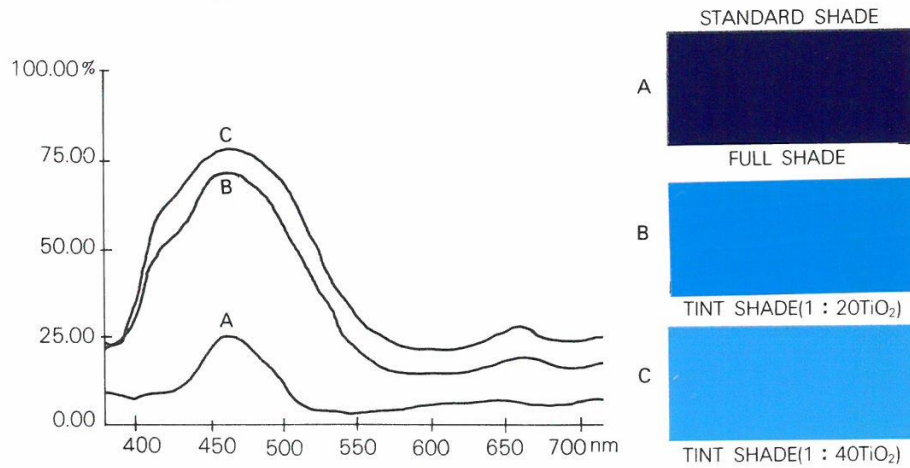 STANDARD SHADE
A
FULL SHADE
B
TINT SHADE(1 : 20TiO₂)
C
TINT SHADE(1 : 40TiO₂)
100.00%
75.00
50.00
25.00
0.00
C
B
A
400 450 500 550 600 650 700 nm